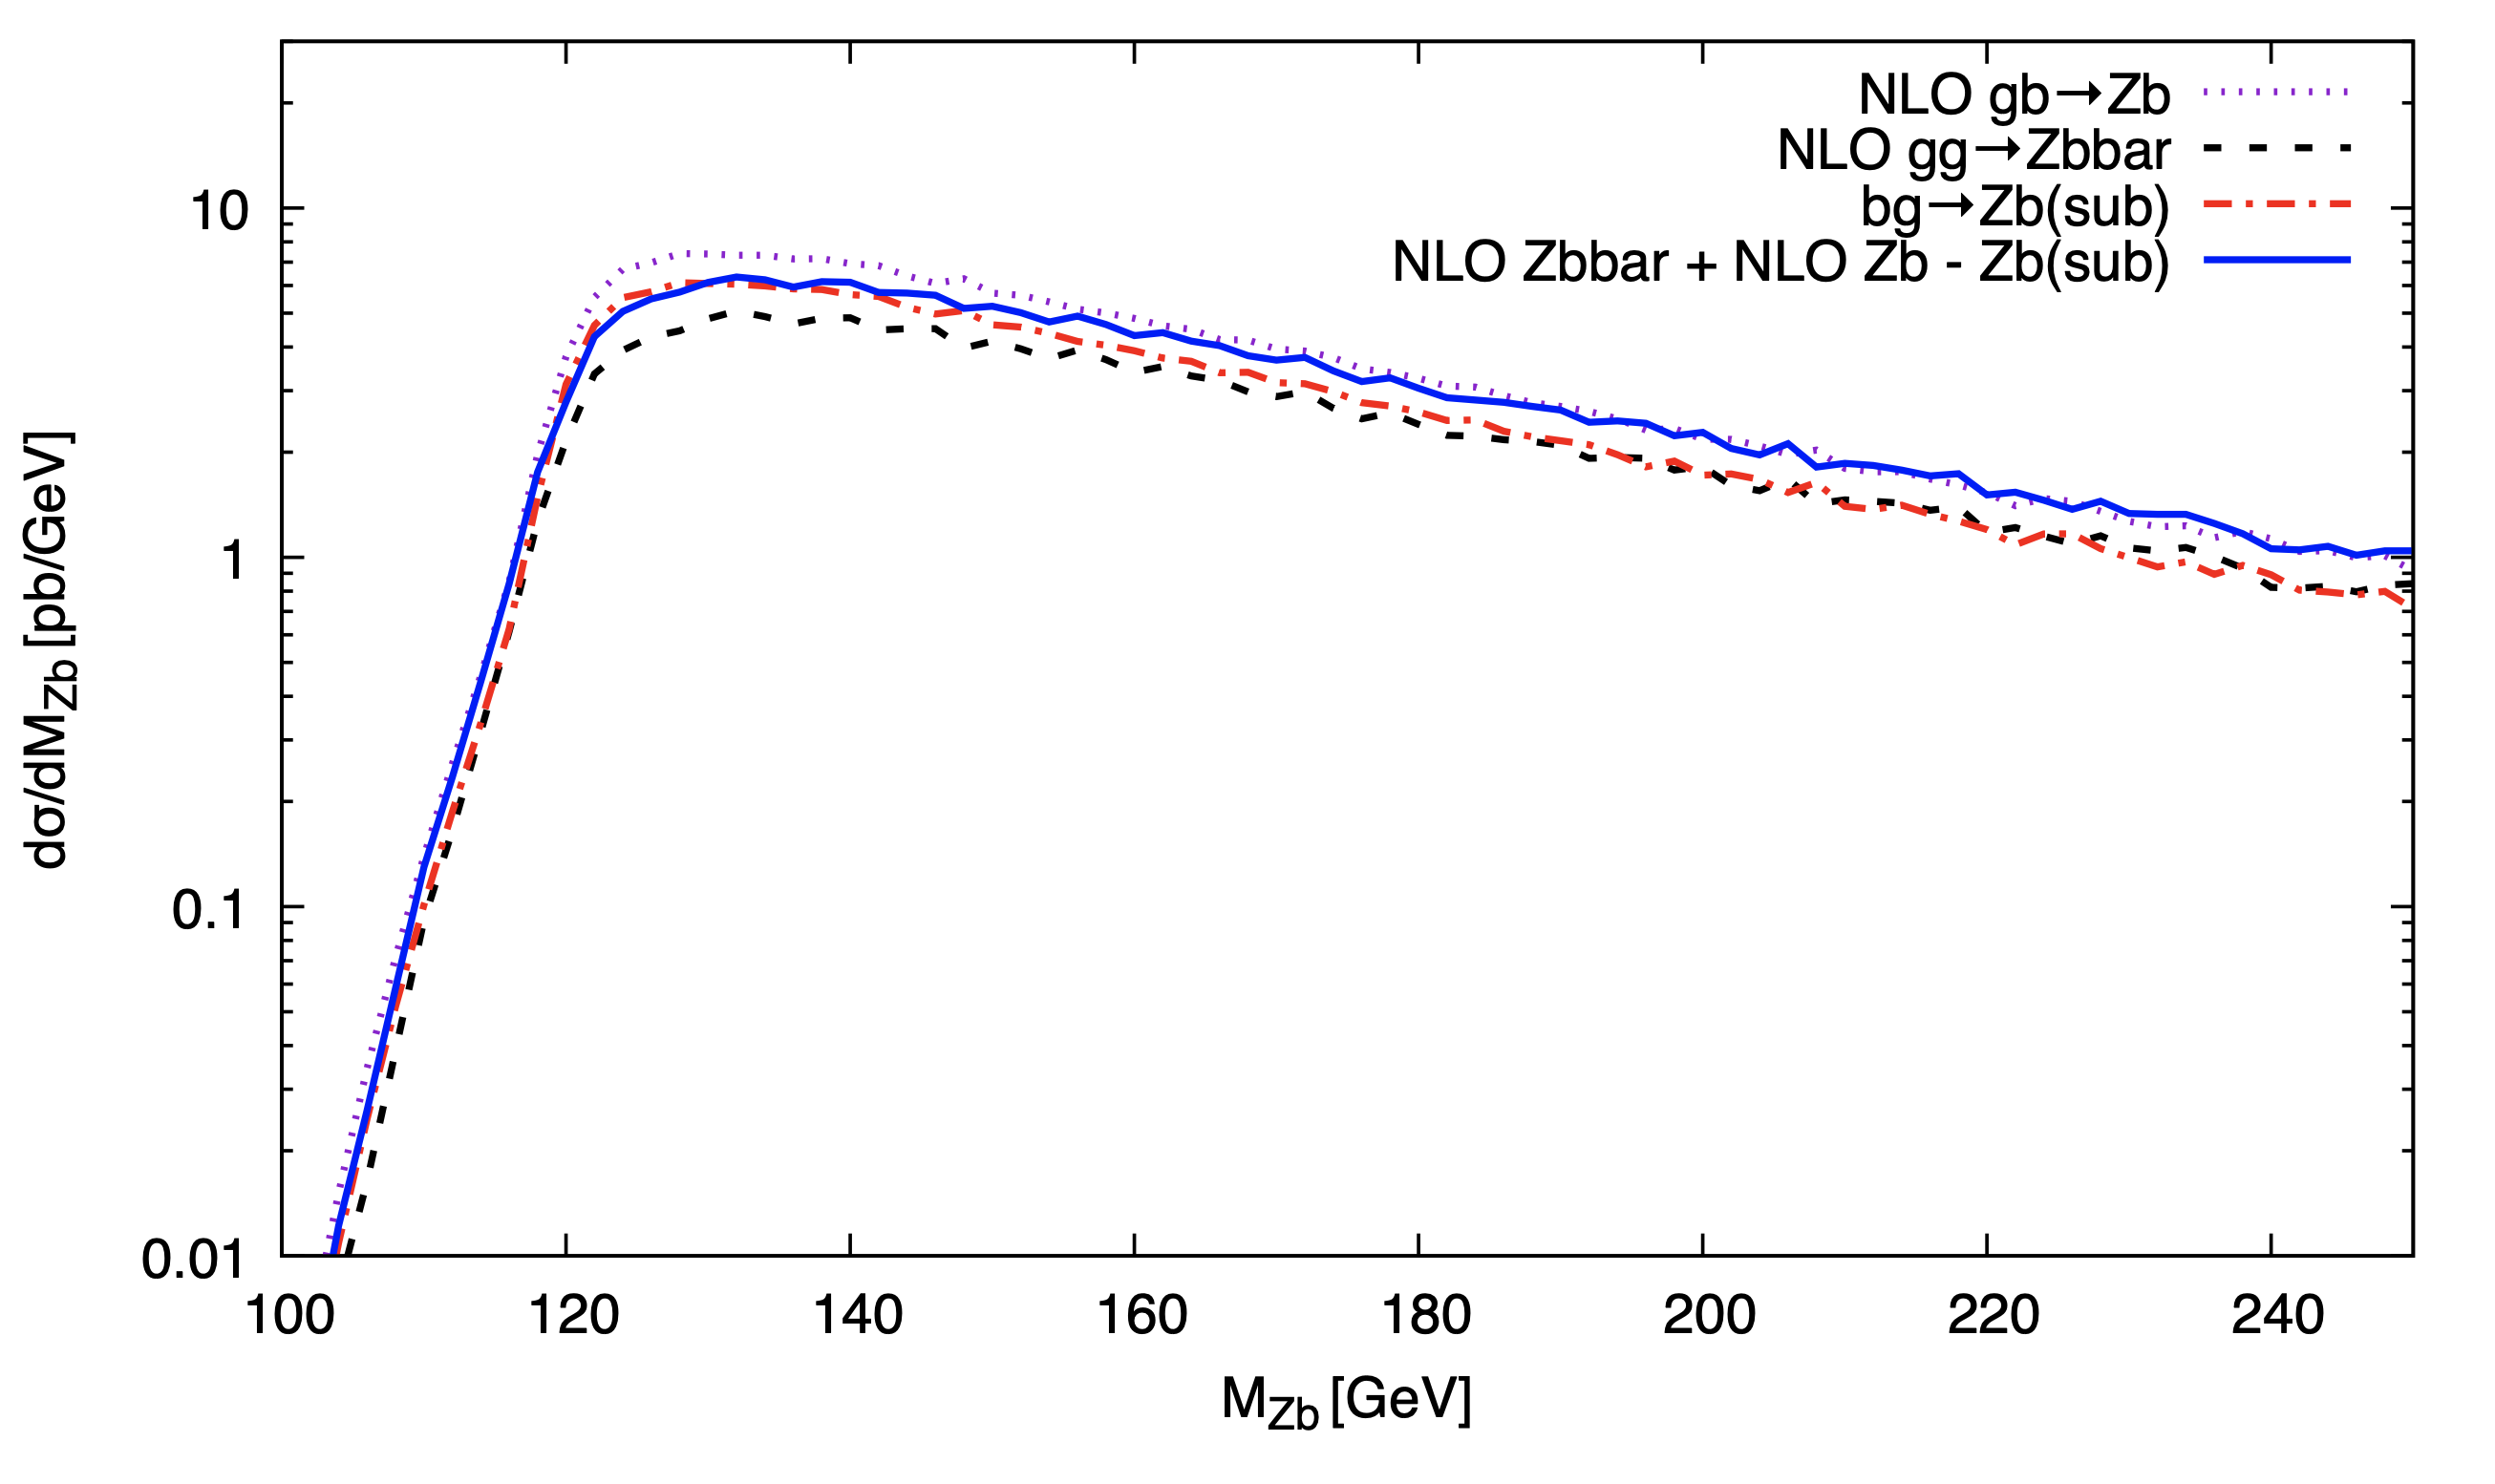 NLO gb→Zb
NLO gg→Zbbar
bg→Zb(sub)
NLO Zbbar + NLO Zb - Zb(sub)
10
1
0.1
0.01
dσ/dMZb [pb/GeV]
100 120 140 160 180 200 220 240
MZb [GeV]